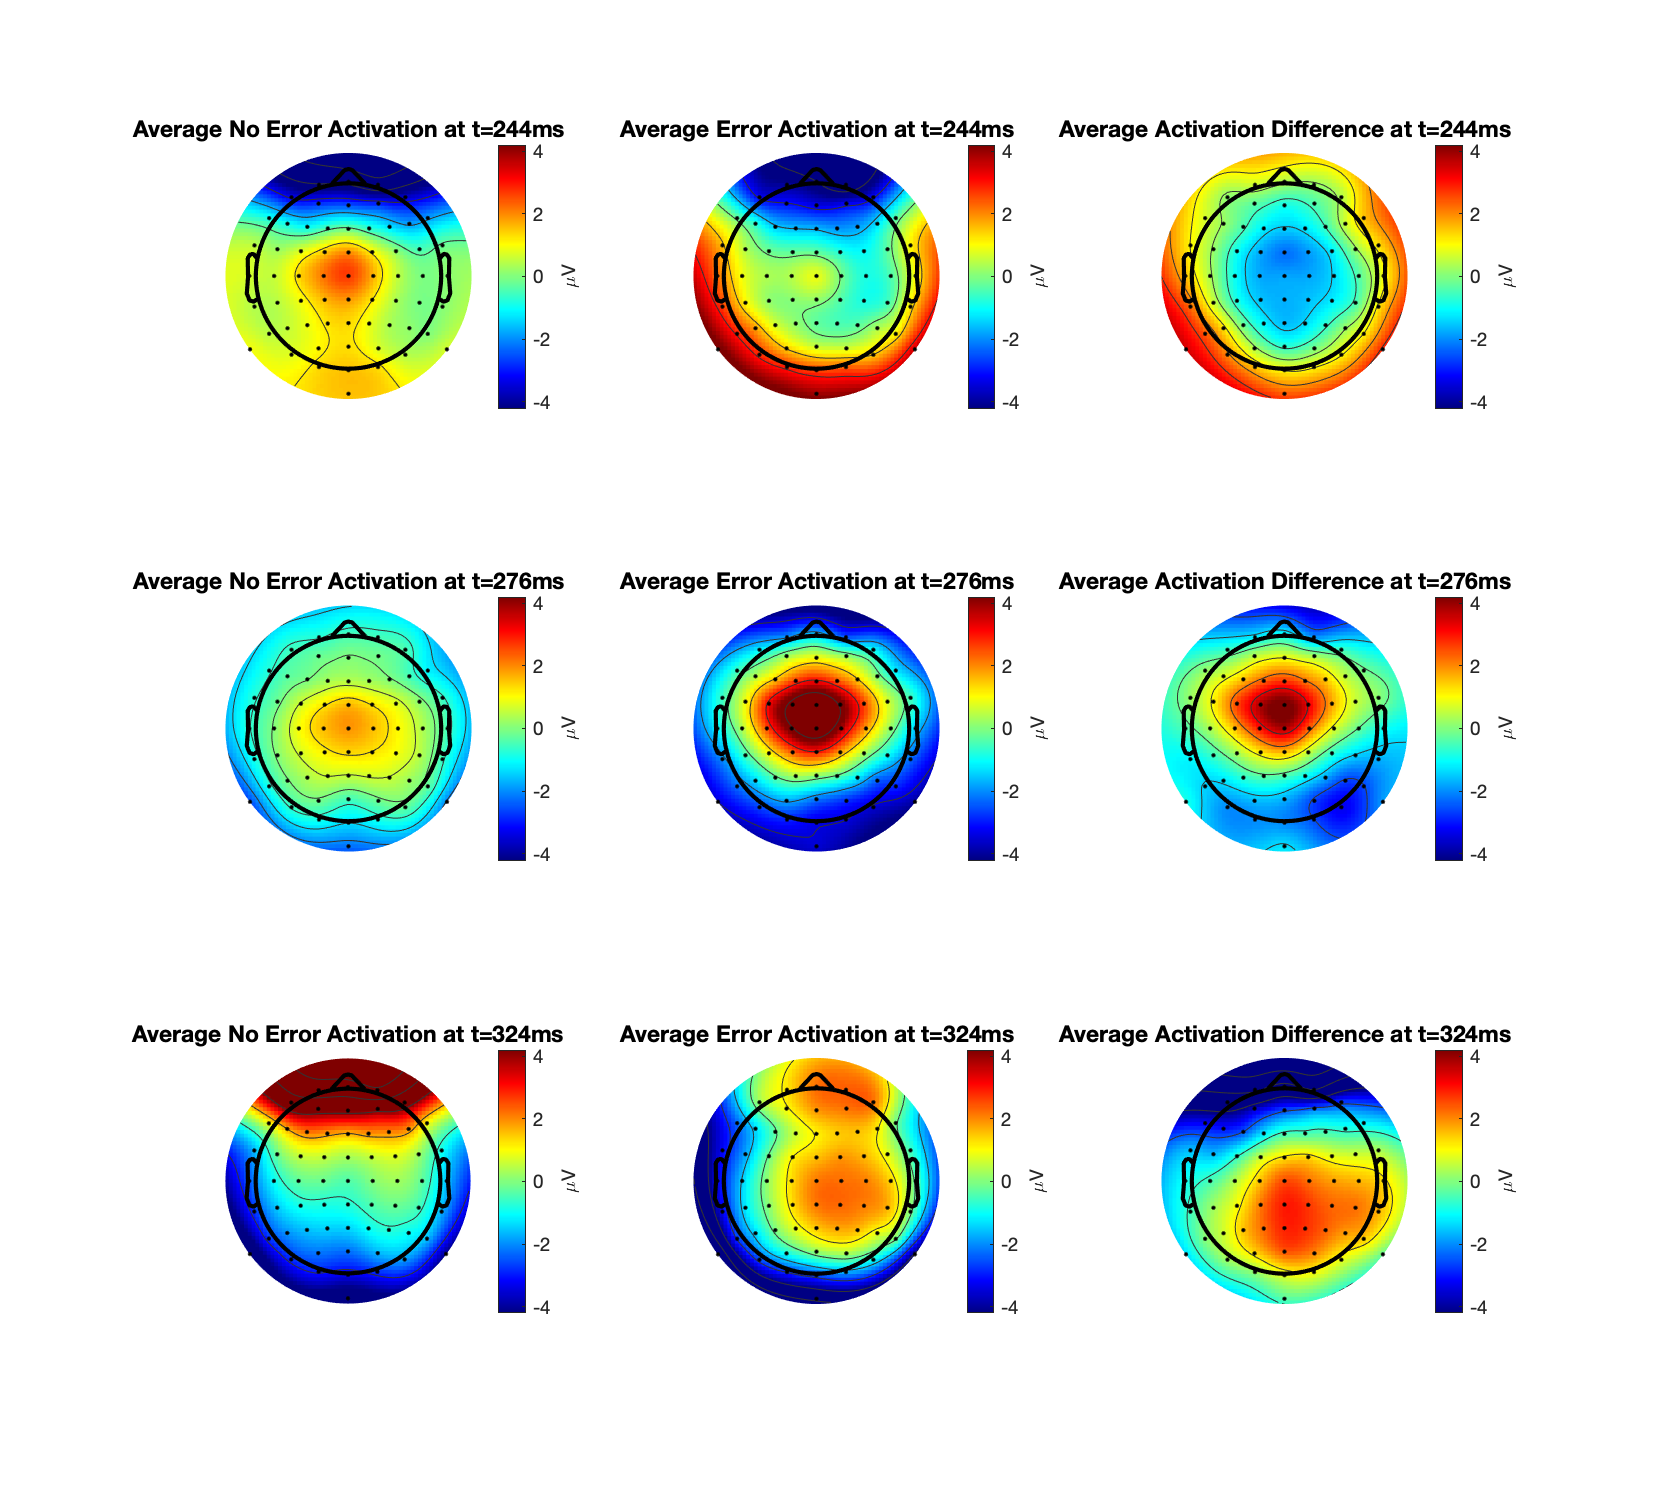 Average No Error Activation at t=244ms
4
2
0
-2
-4
µV
Average Error Activation at t=244ms
4
2
0
-2
-4
µV
Average Activation Difference at t=244ms
4
2
0
-2
-4
µV
Average No Error Activation at t=276ms
4
2
0
-2
-4
µV
Average Error Activation at t=276ms
4
2
0
-2
-4
µV
Average Activation Difference at t=276ms
4
2
0
-2
-4
µV
Average No Error Activation at t=324ms
4
2
0
-2
-4
µV
Average Error Activation at t=324ms
4
2
0
-2
-4
µV
Average Activation Difference at t=324ms
4
2
0
-2
-4
µV